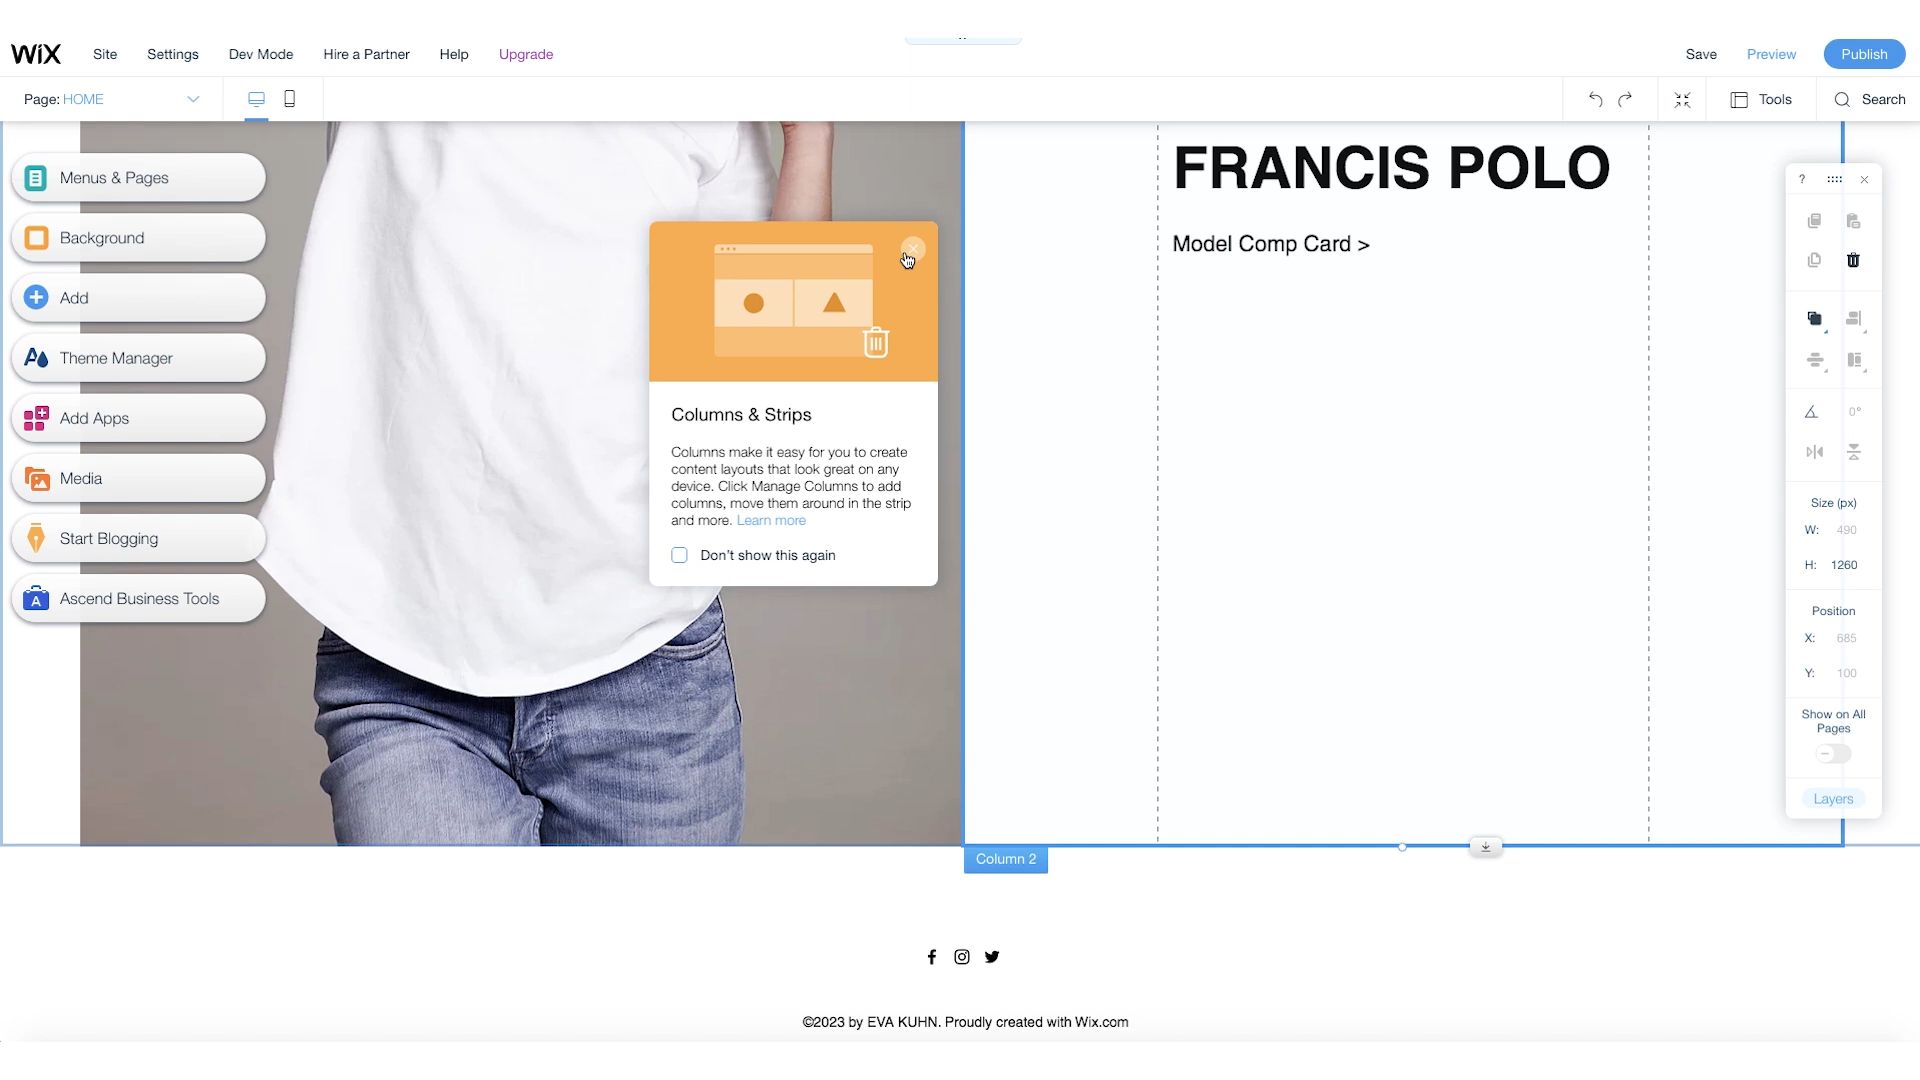 WiX
Site
Settings
Dev Mode
Hire a Partner
Help
Upgrade
Save
Preview
Publish
Page: HOME
Tools
Search
Menus & Pages
Background
Add
Theme Manager
Add Apps
Media
Start Blogging
A
Ascend Business Tools
Columns & Strips
Columns make it easy for you to create
content layouts that look great on any
device. Click Manage Columns to add
columns, move them around in the strip
and more. Learn more
Don't show this again
FRANCIS POLO
Model Comp Card >
?
0°
Size (px)
W: 490
H: 1260
Position
X: 685
Y: 100
Show on All
Pages
Layers
Column 2
©2023 by EVA KUHN. Proudly created with Wix.com